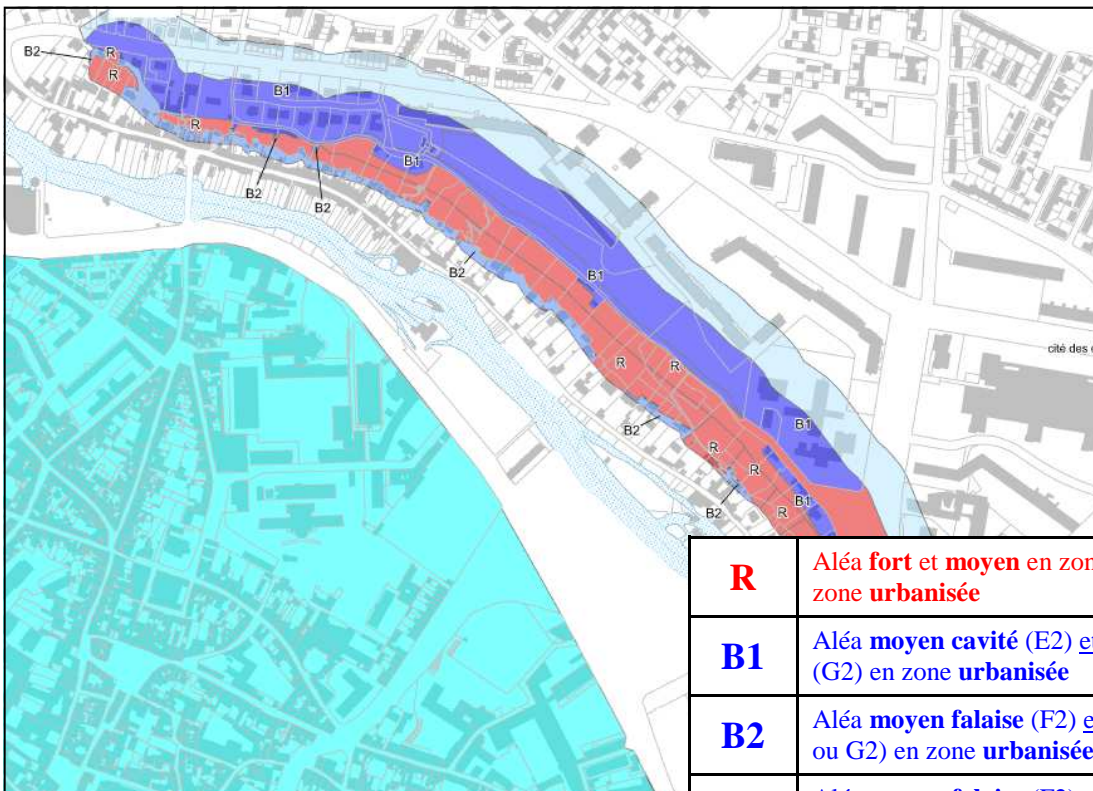 B2
R
R
B1
R
B1
B2
B2
B2
B1
cité des
R
R
B2
B1
R
R
B1
B2
R
R
Aléa fort et moyen en
zone urbanisée
B1
Aléa moyen cavité (E2)
(G2) en zone urbanisée
B2
Aléa moyen falaise (F2)
ou G2) en zone urbanisée